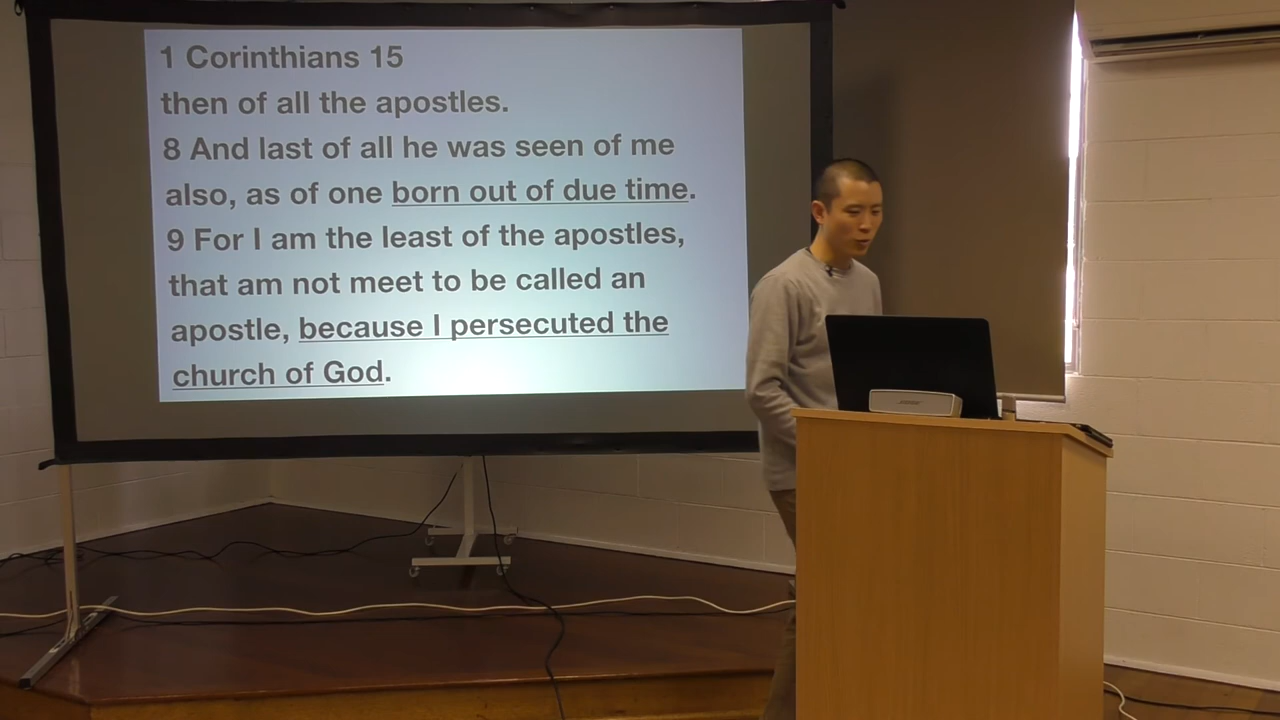 1 Corinthians 15
then of all the apostles.
8 And last of all he was seen of me
also, as of one born out of due time.
9 For I am the least of the apostles,
that am not meet to be called an
apostle, because I persecuted the
church of God.
BOSE